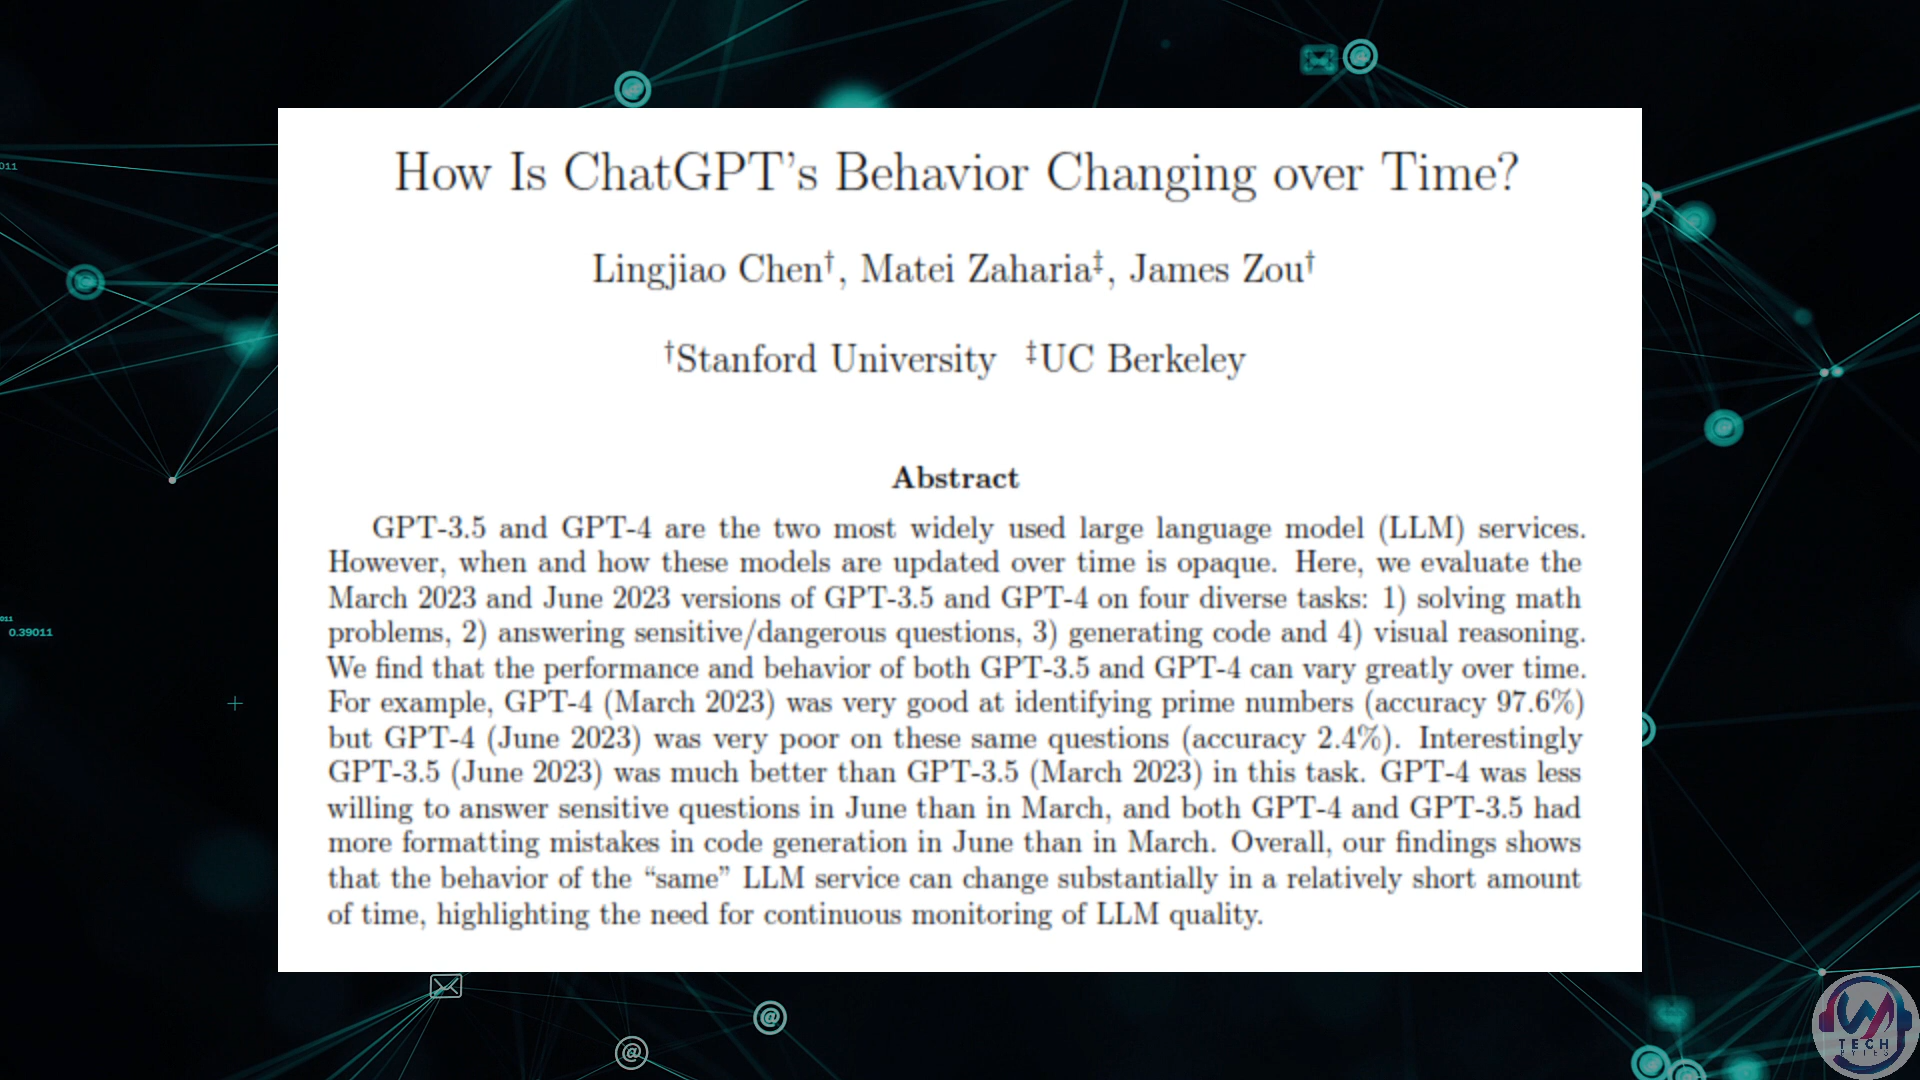 How Is ChatGPT's Behavior Changing over Time?
Lingjiao Chen†, Matei Zaharia‡, James Zou†
†Stanford University ‡UC Berkeley
Abstract
GPT-3.5 and GPT-4 are the two most widely used large language model (LLM) services.
However, when and how these models are updated over time is opaque. Here, we evaluate the
March 2023 and June 2023 versions of GPT-3.5 and GPT-4 on four diverse tasks: 1) solving math
problems, 2) answering sensitive/dangerous questions, 3) generating code and 4) visual reasoning.
We find that the performance and behavior of both GPT-3.5 and GPT-4 can vary greatly over time.
For example, GPT-4 (March 2023) was very good at identifying prime numbers (accuracy 97.6%)
but GPT-4 (June 2023) was very poor on these same questions (accuracy 2.4%). Interestingly
GPT-3.5 (June 2023) was much better than GPT-3.5 (March 2023) in this task. GPT-4 was less
willing to answer sensitive questions in June than in March, and both GPT-4 and GPT-3.5 had
more formatting mistakes in code generation in June than in March. Overall, our findings shows
that the behavior of the “same” LLM service can change substantially in a relatively short amount
of time, highlighting the need for continuous monitoring of LLM quality.
011
011
0.39011
TECH
BYTES